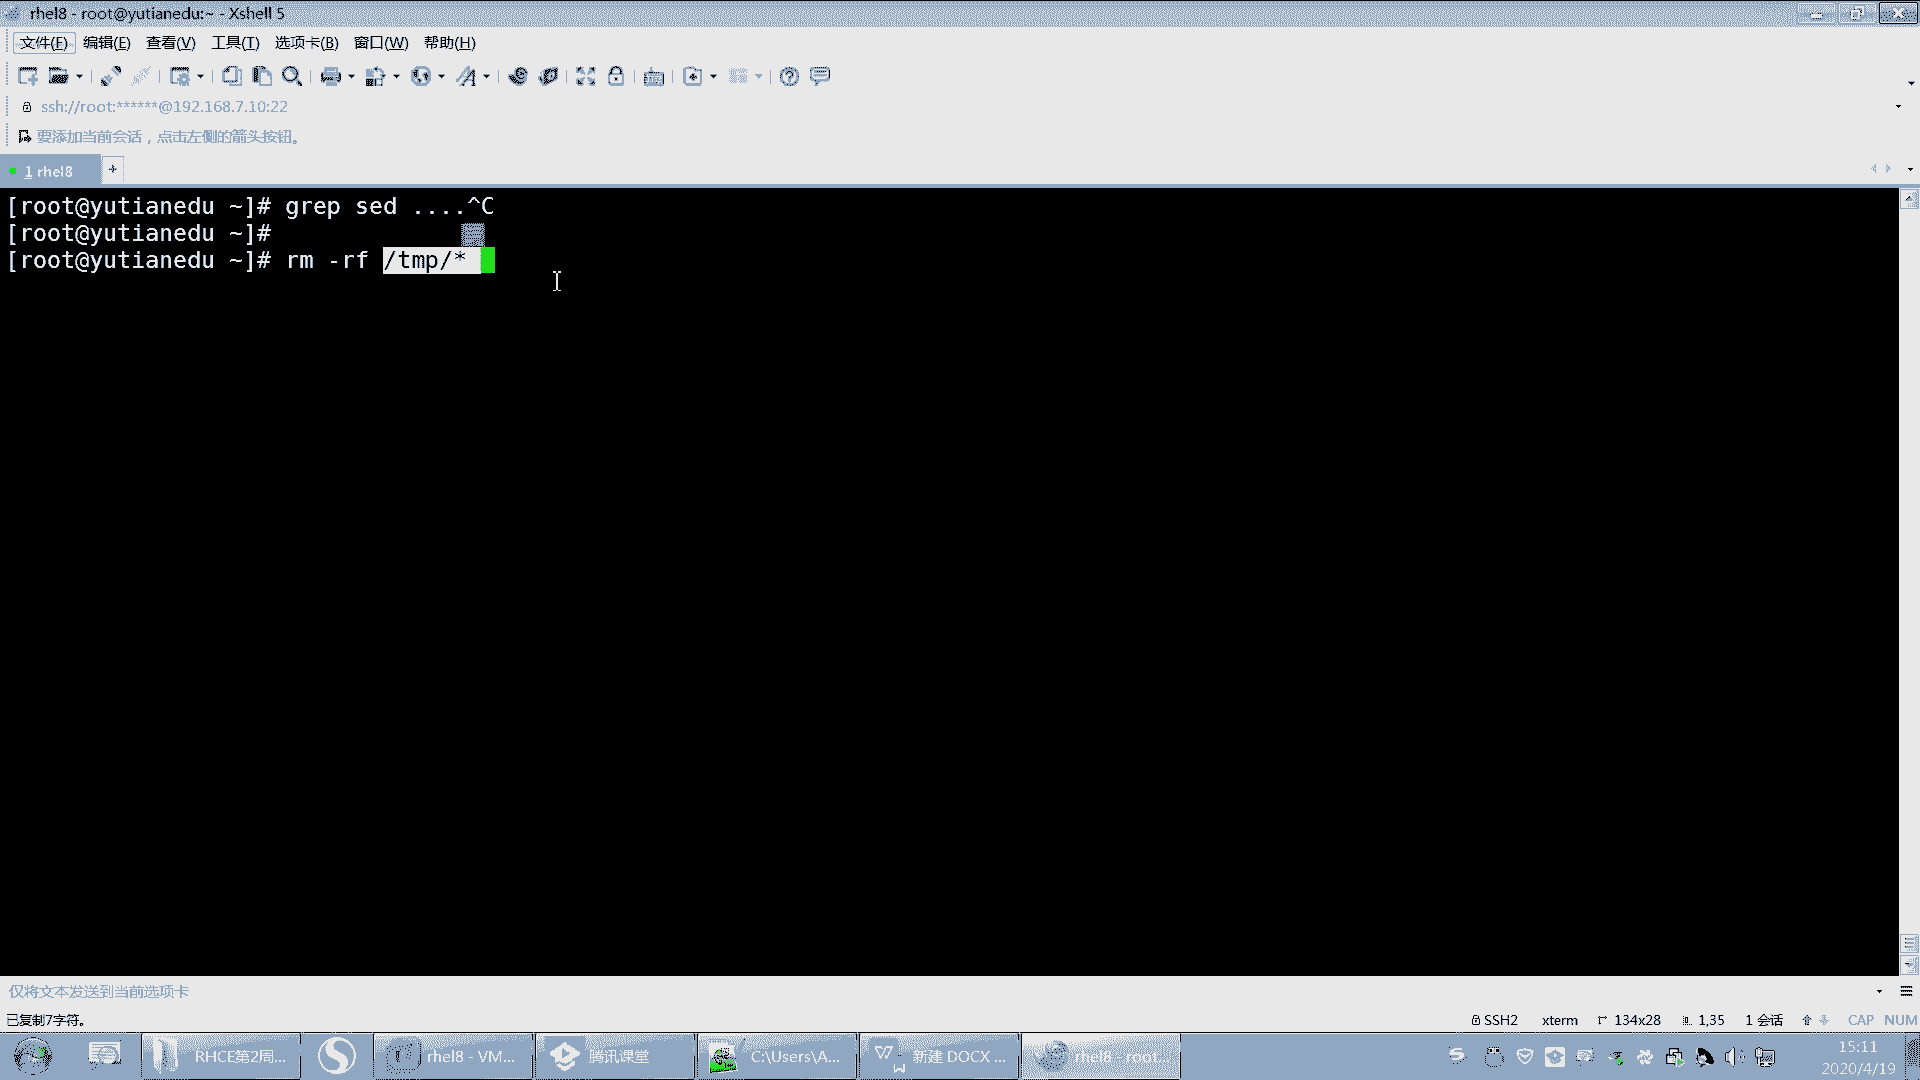 rhel8 - root@yutianedu:~ - Xshell 5
文件(F) 编辑(E) 查看(V) 工具(T) 选项卡(B) 窗口(W) 帮助(H)
ssh://root:******@192.168.7.10:22
要添加当前会话，点击左侧的箭头按钮。
1 rhel8 +
[root@yutianedu ~]# grep sed ....^C
[root@yutianedu ~]#
[root@yutianedu ~]# rm -rf /tmp/*
仅将文本发送到当前选项卡
已复制7字符。 SSH2 xterm 134x28 1,35 1 会话 CAP NUM
RHCE第2周... rhel8 - VM... 腾讯课堂 C:\Users\A... 新建 DOCX ... rhel8 - root... 15:11
2020/4/19